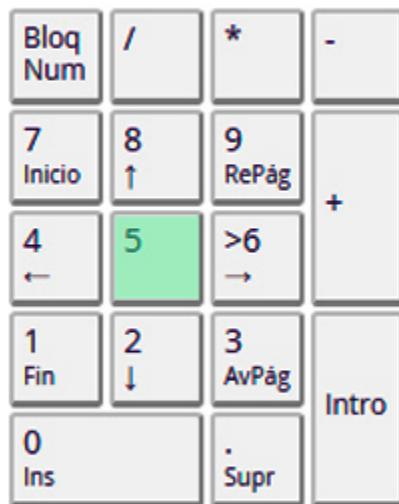 Bloq Num / * -
7 Inicio 8 ↑ 9 RePág +
4 ← 5 >6 →
1 Fin 2 ↓ 3 AvPág Intro
0 Ins . Supr